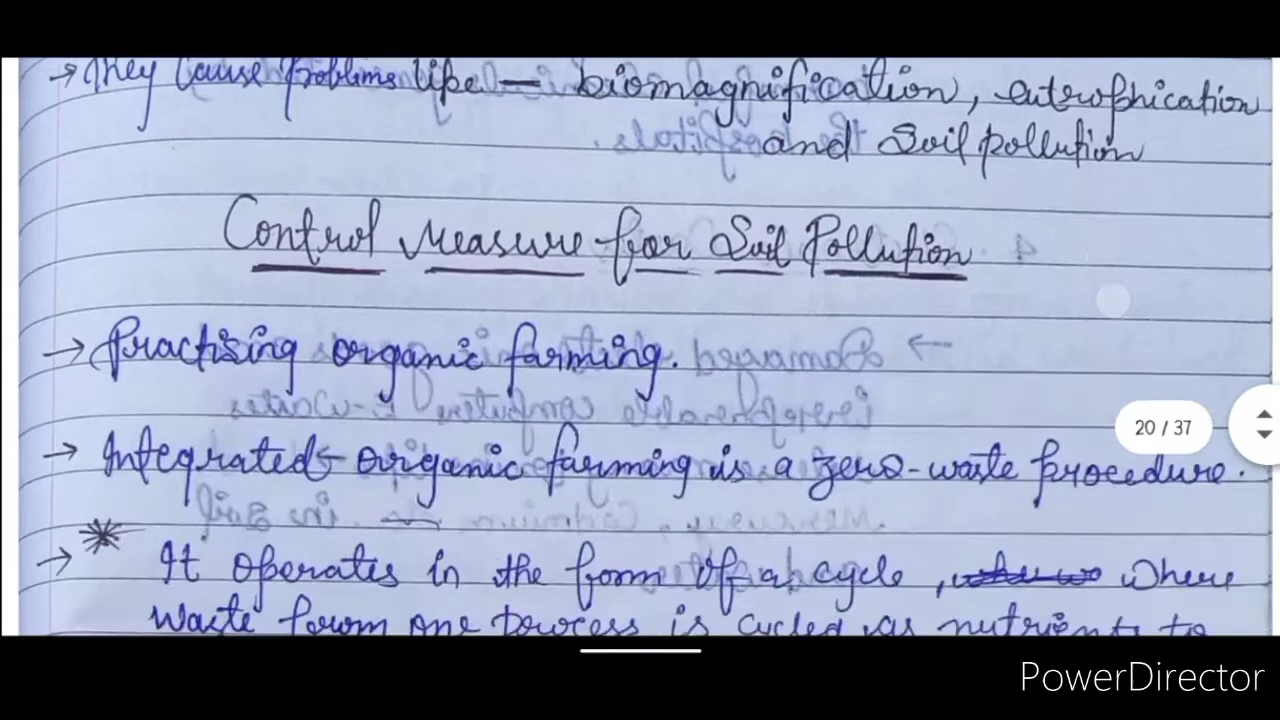 → They Cause Problems like — biomagnification, eutrophication
and Soil pollution
Control Measure for Soil Pollution
→ Practising organic farming.
→ Integrated organic farming is a zero-waste procedure.
→ It operates in the form of a cycle, where
waste from one process is cycled as nutrients to
20 / 37
PowerDirector